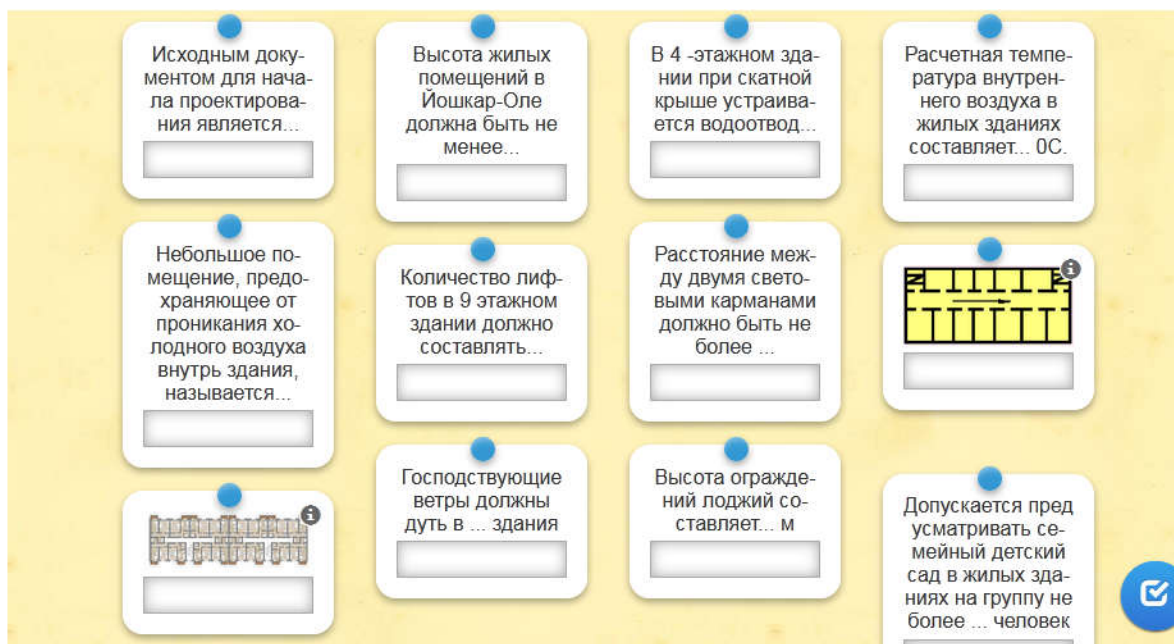 Исходным доку-
ментом для нача-
ла проектирова-
ния является...
Высота жилых
помещений в
Йошкар-Оле
должна быть не
менее...
В 4 -этажном зда-
нии при скатной
крыше устраива-
ется водоотвод...
Расчетная темпе-
ратура внутрен-
него воздуха в
жилых зданиях
составляет... 0С.
Небольшое по-
мещение, предо-
храняющее от
проникания хо-
лодного воздуха
внутрь здания,
называется...
Количество лиф-
тов в 9 этажном
здании должно
составлять...
Расстояние меж-
ду двумя свето-
выми карманами
должно быть не
более ...
Господствующие
ветры должны
дуть в ... здания
Высота огражде-
ний лоджий со-
ставляет... м
Допускается пред
усматривать се-
мейный детский
сад в жилых зда-
ниях на группу не
более ... человек